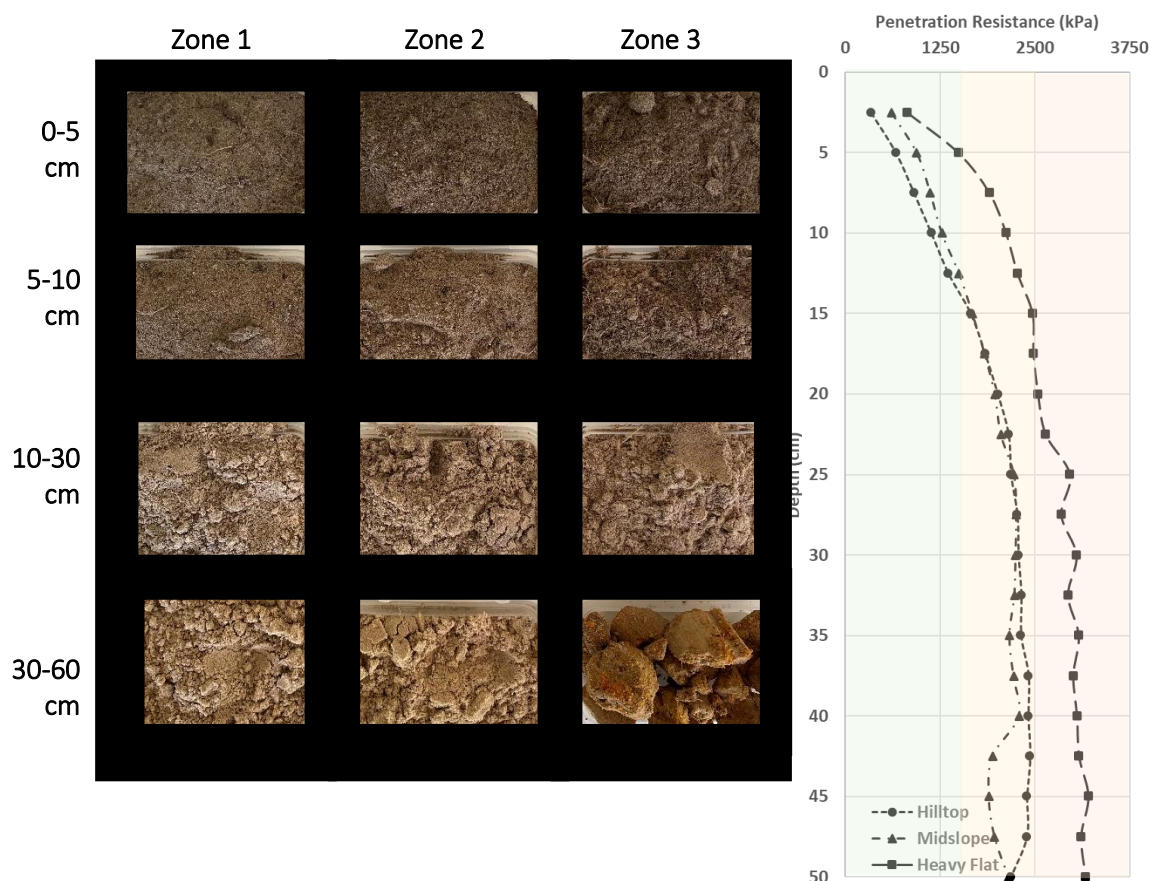 Zone 1
Zone 2
Zone 3
0-5
cm
5-10
cm
10-30
cm
30-60
cm
Penetration Resistance (kPa)
0 1250 2500 3750
0
5
10
15
20
25
30
35
40
45
50
Depth (cm)
Hilltop
Midslope
Heavy Flat